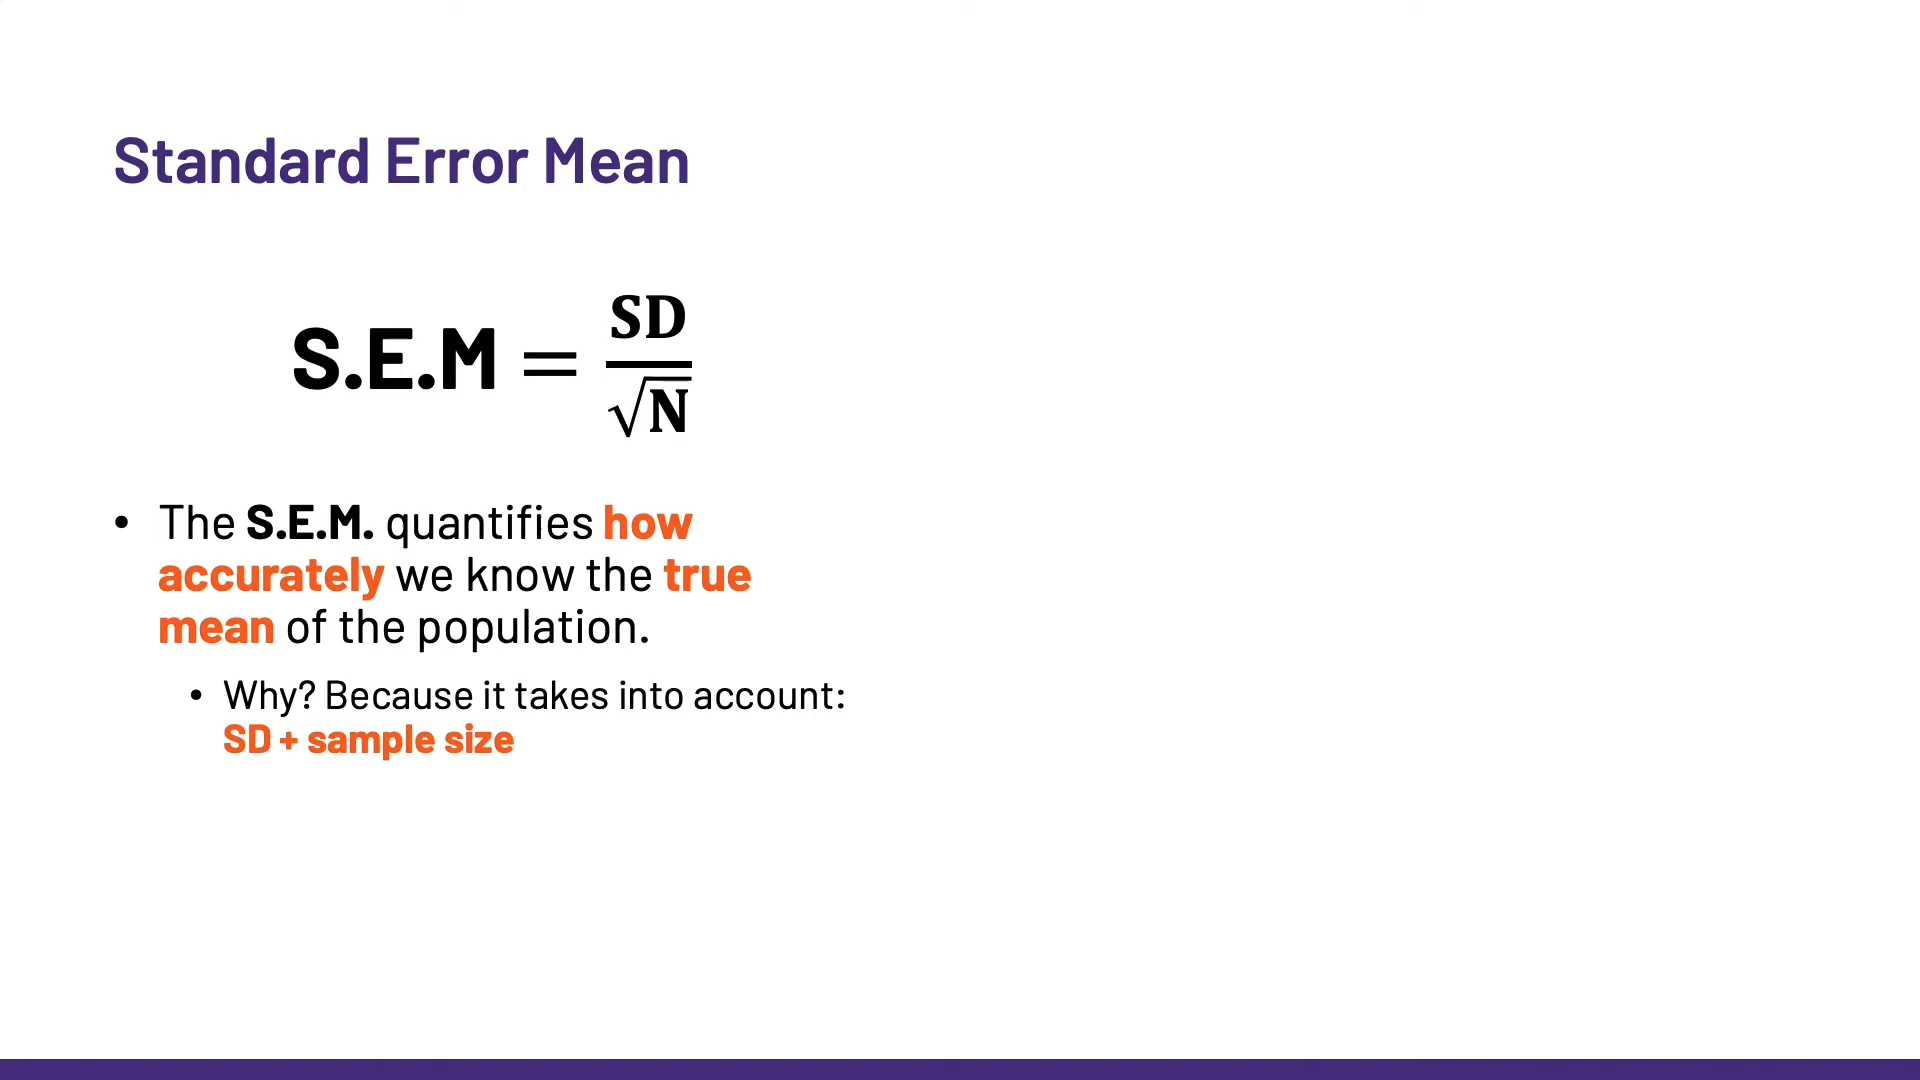 Standard Error Mean
S.E.M = SD/√N
• The S.E.M. quantifies how
accurately we know the true
mean of the population.
• Why? Because it takes into account:
SD + sample size